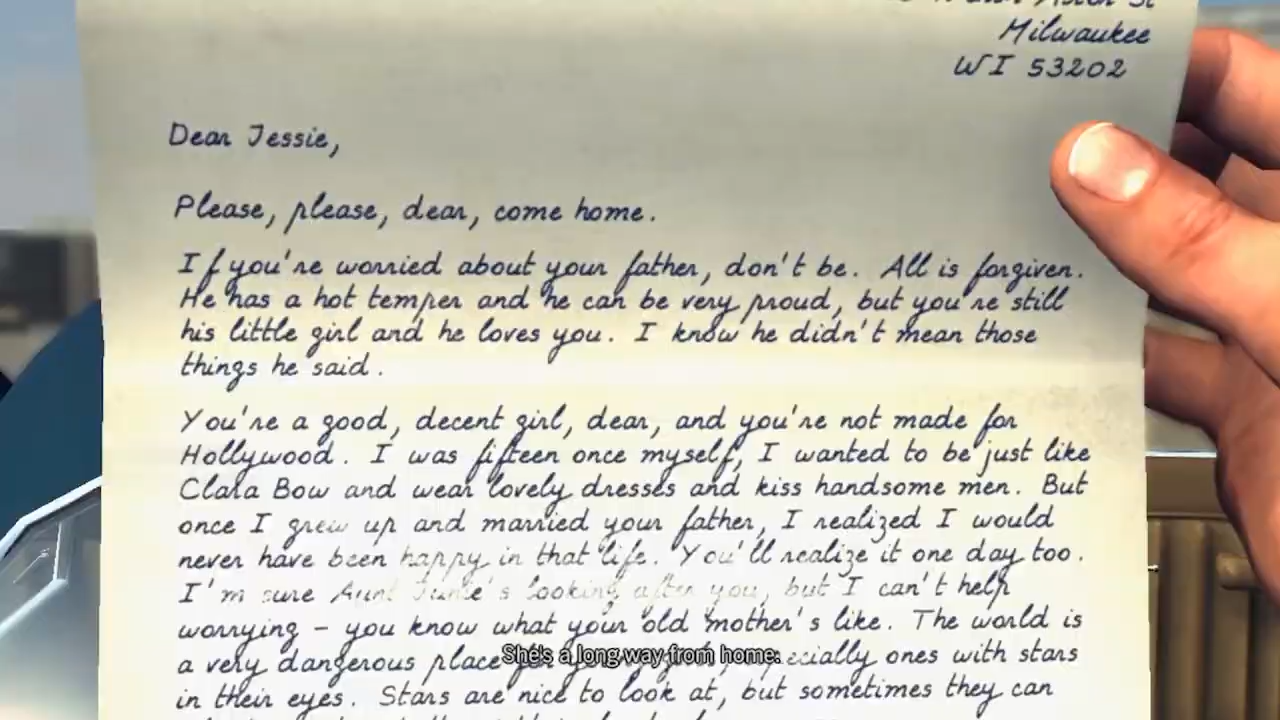 Milwaukee
WI 53202
Dear Jessie,
Please, please, dear, come home.
If you're worried about your father, don't be. All is forgiven.
He has a hot temper and he can be very proud, but you're still
his little girl and he loves you. I know he didn't mean those
things he said.
You're a good, decent girl, dear, and you're not made for
Hollywood. I was fifteen once myself, I wanted to be just like
Clara Bow and wear lovely dresses and kiss handsome men. But
once I grew up and married your father, I realized I would
never have been happy in that life. You'll realize it one day too.
I'm sure Aunt Junie's looking after you, but I can't help
worrying - you know what your old mother's like. The world is
a very dangerous place especially ones with stars
She's a long way from home.
in their eyes. Stars are nice to look at, but sometimes they can